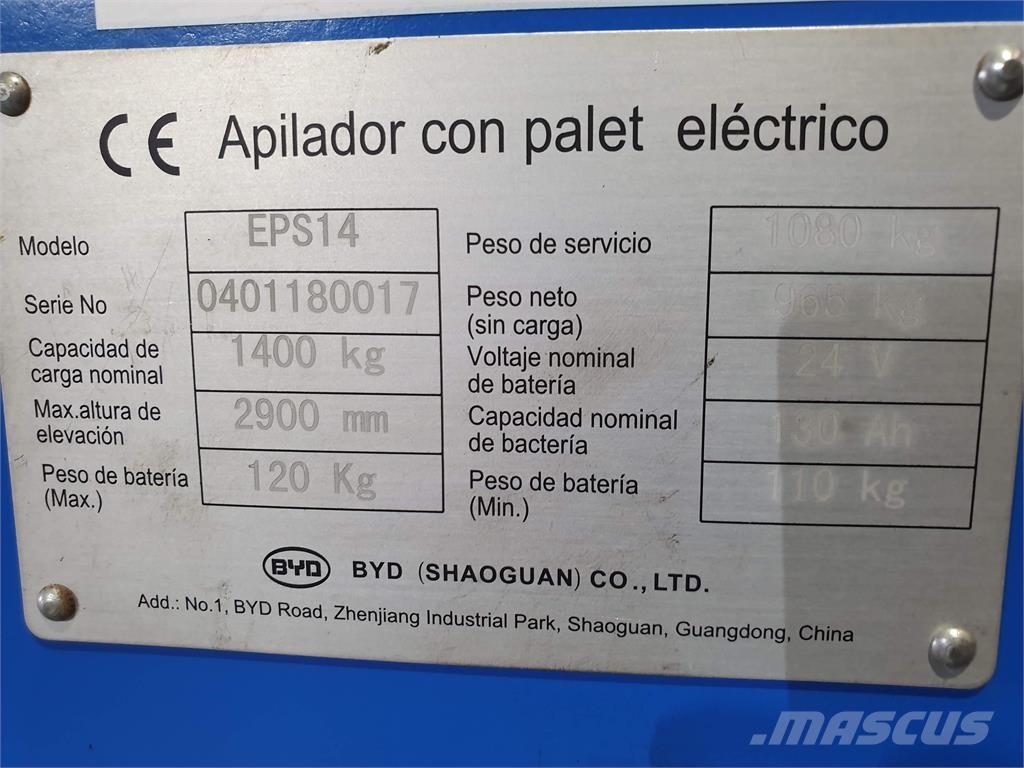 CE Apilador con palet eléctrico
Modelo EPS14
Serie No 0401180017
Capacidad de
carga nominal 1400 kg
Max.altura de
elevación 2900 mm
Peso de batería
(Max.) 120 Kg
Peso de servicio 1080 kg
Peso neto
(sin carga) kg
Voltaje nominal
de batería 24 V
Capacidad nominal
de bactería 130 Ah
Peso de batería
(Min.) 110 kg
BYD BYD (SHAOGUAN) CO., LTD.
Add.: No.1, BYD Road, Zhenjiang Industrial Park, Shaoguan, Guangdong, China
MASCUS